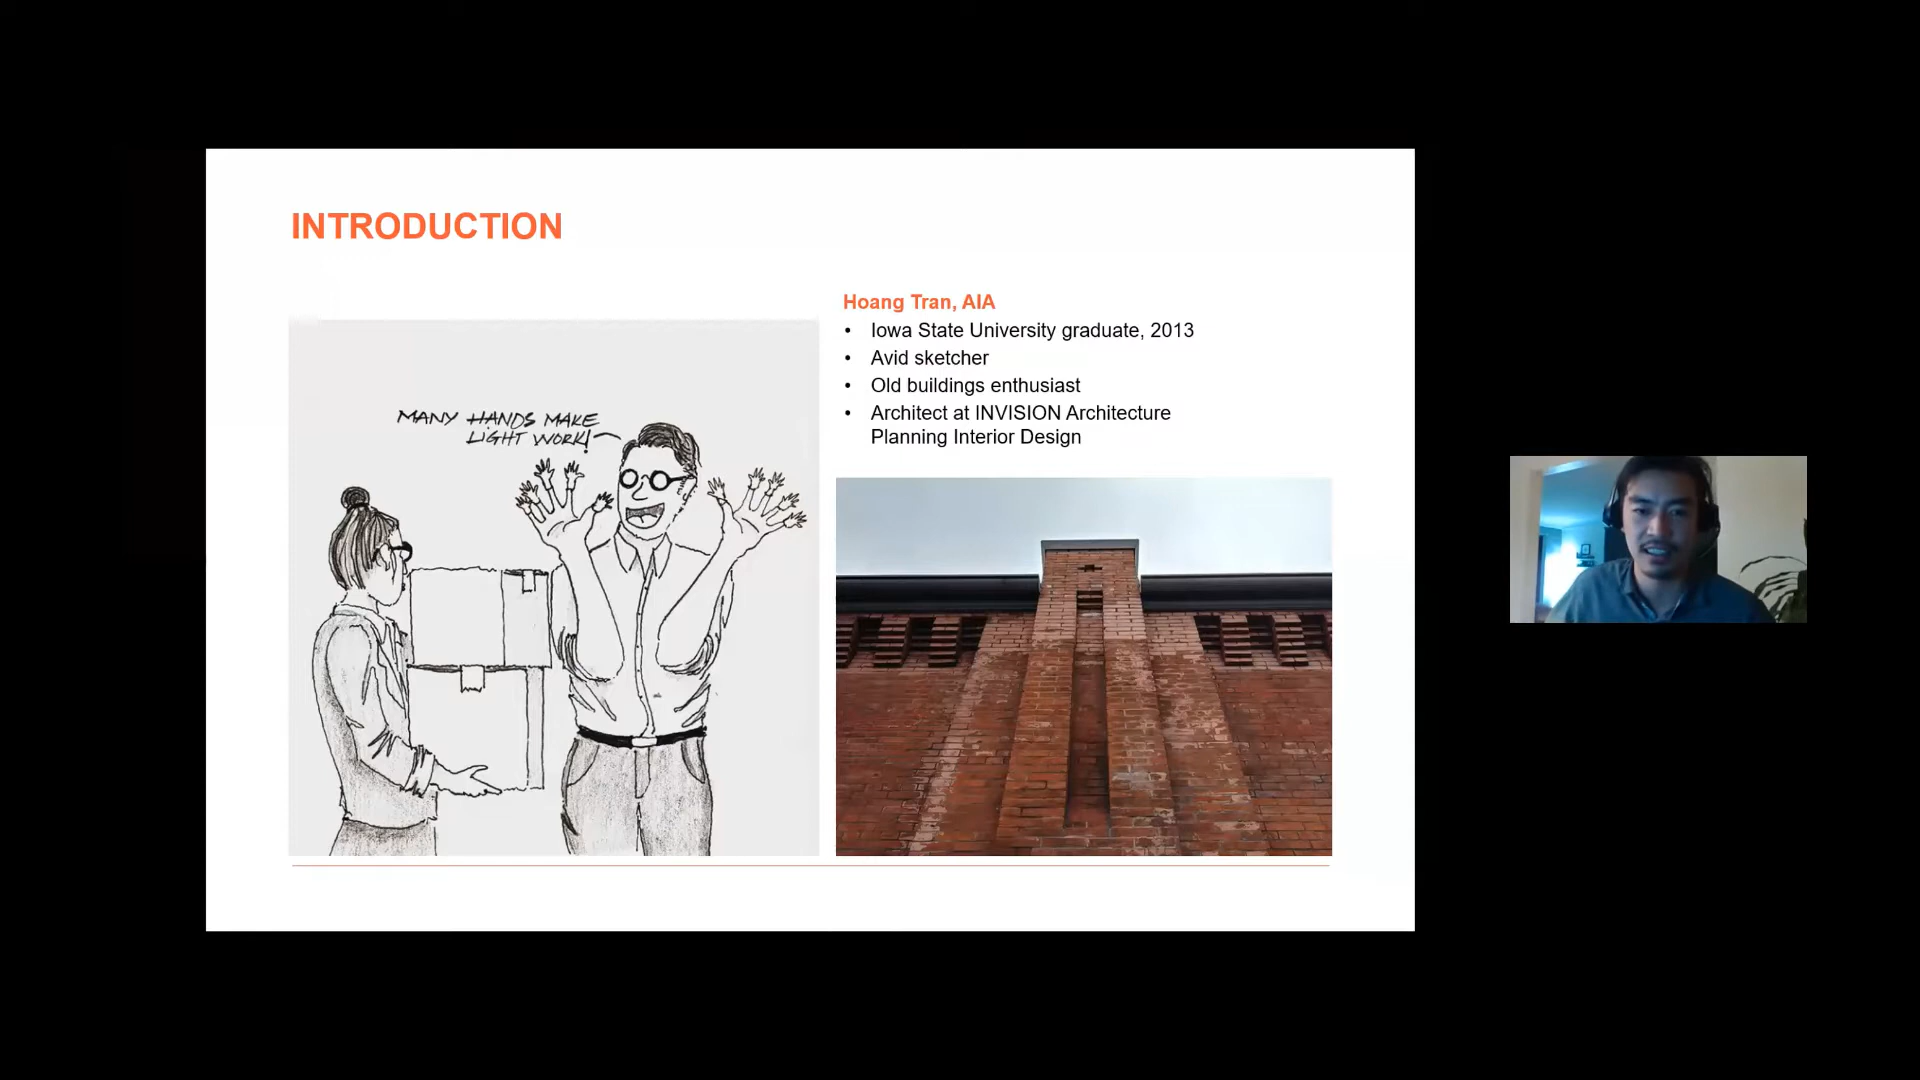 INTRODUCTION
Hoang Tran, AIA
• Iowa State University graduate, 2013
• Avid sketcher
• Old buildings enthusiast
• Architect at INVISION Architecture
Planning Interior Design
MANY HANDS MAKE
LIGHT WORK!